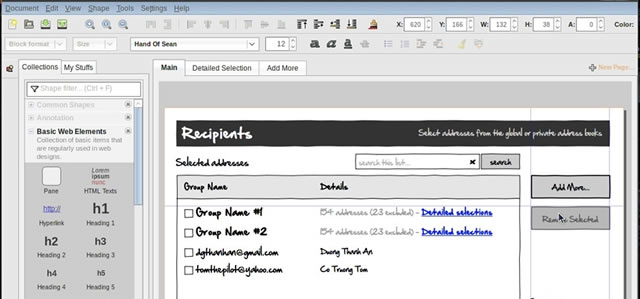 Document Edit View Shape Tools Settings Help
X: 620 Y: 166 W: 132 H: 38 A: 0 Color:
Block format Size Hand Of Sean 12 a a a
Collections My Stuffs Main Detailed Selection Add More New Page...
Shape filter... (Ctrl + F)
Common Shapes
Annotation
Basic Web Elements
Collection of basic items that
are regularly used in web
designs.
Pane
Lorem
ipsum
nunc
HTML Texts
http://
Hyperlink
h1
Heading 1
h2
Heading 2
h3
Heading 3
h4
Heading 4
h5
Heading 5
Recipients Select addresses from the global or private address books
Selected addresses search this list... search
Group Name Details Add More...
Group Name #1 154 addresses (23 excluded) - Detailed selections Remove Selected
Group Name #2 154 addresses (23 excluded) - Detailed selections
dgthanhan@gmail.com Duong Thanh An
tomthepilot@yahoo.com Co Truong Tom